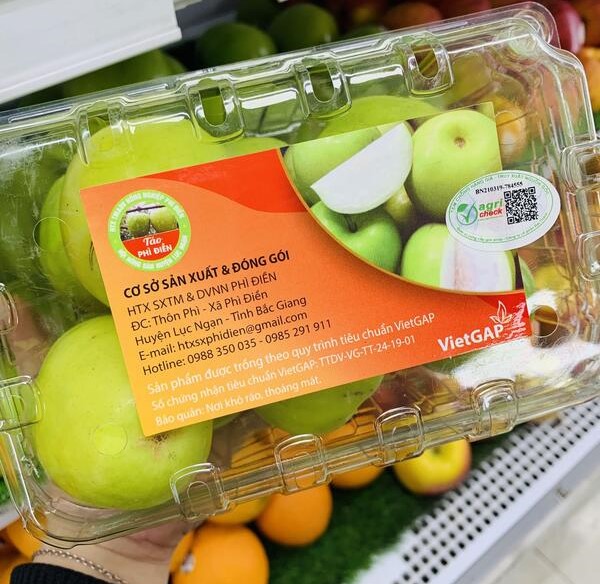 Táo
PHÌ ĐIỀN
CƠ SỞ SẢN XUẤT & ĐÓNG GÓI
HTX SXTM & DVNN PHÌ ĐIỀN
ĐC: Thôn Phì - Xã Phì Điền
Huyện Lục Ngạn - Tỉnh Bắc Giang
E-mail: htxsxphidien@gmail.com
Hotline: 0988 350 035 - 0985 291 911
Sản phẩm được trồng theo quy trình tiêu chuẩn VietGAP
Số chứng nhận tiêu chuẩn VietGAP: TTDV-VG-TT-24-19-01
Bảo quản: Nơi khô ráo, thoáng mát.
VietGAP
BN210319-784555
agri
check